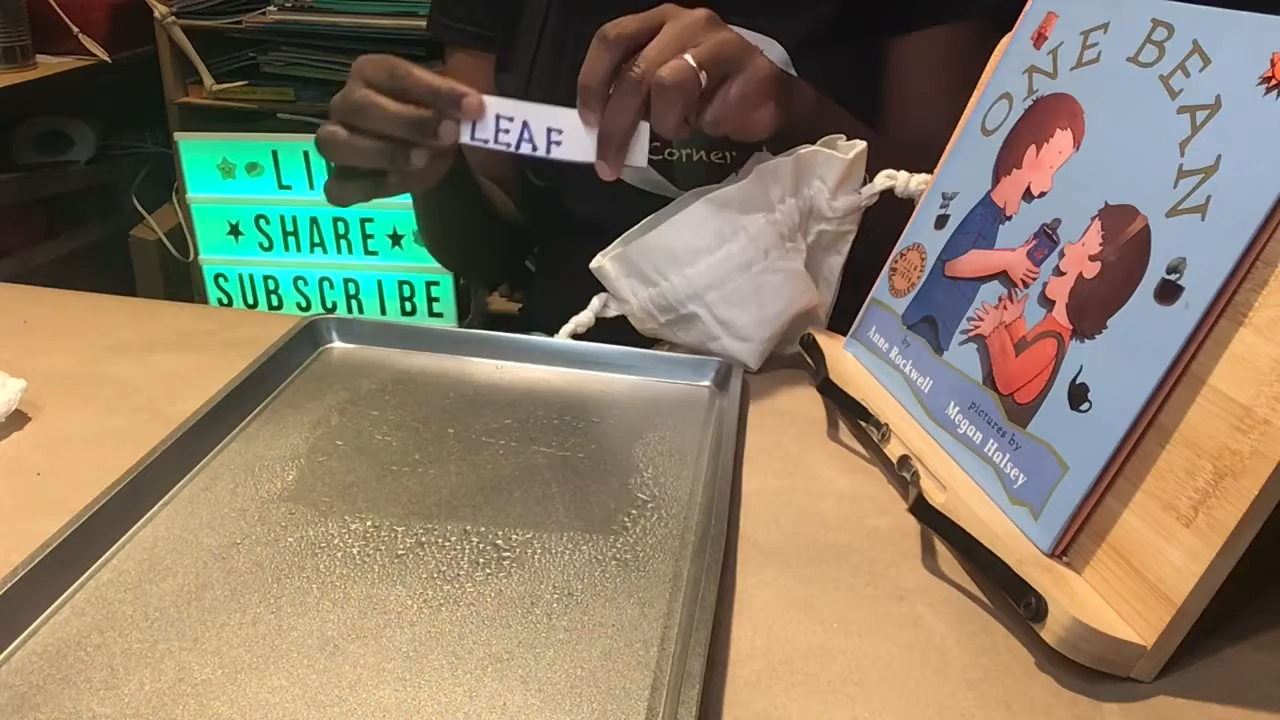 LEAF
Corner
LI
★SHARE★
SUBSCRIBE
ONE BEAN
by
Anne Rockwell
pictures by
Megan Halsey